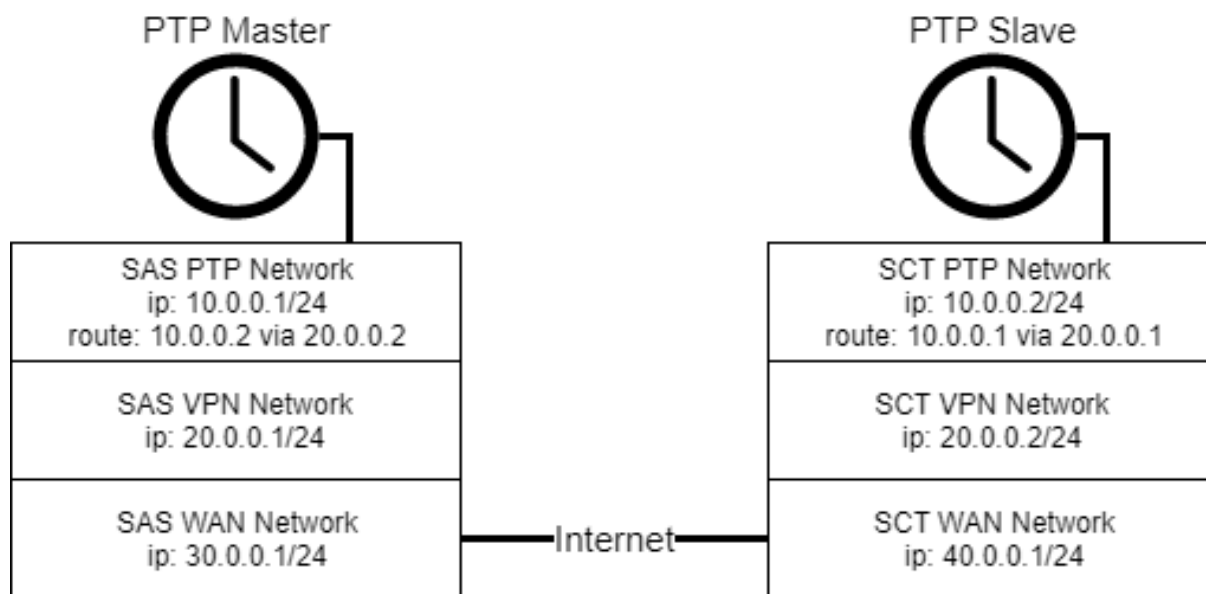 PTP Master
PTP Slave
SAS PTP Network
ip: 10.0.0.1/24
route: 10.0.0.2 via 20.0.0.2
SCT PTP Network
ip: 10.0.0.2/24
route: 10.0.0.1 via 20.0.0.1
SAS VPN Network
ip: 20.0.0.1/24
SCT VPN Network
ip: 20.0.0.2/24
SAS WAN Network
ip: 30.0.0.1/24
Internet
SCT WAN Network
ip: 40.0.0.1/24